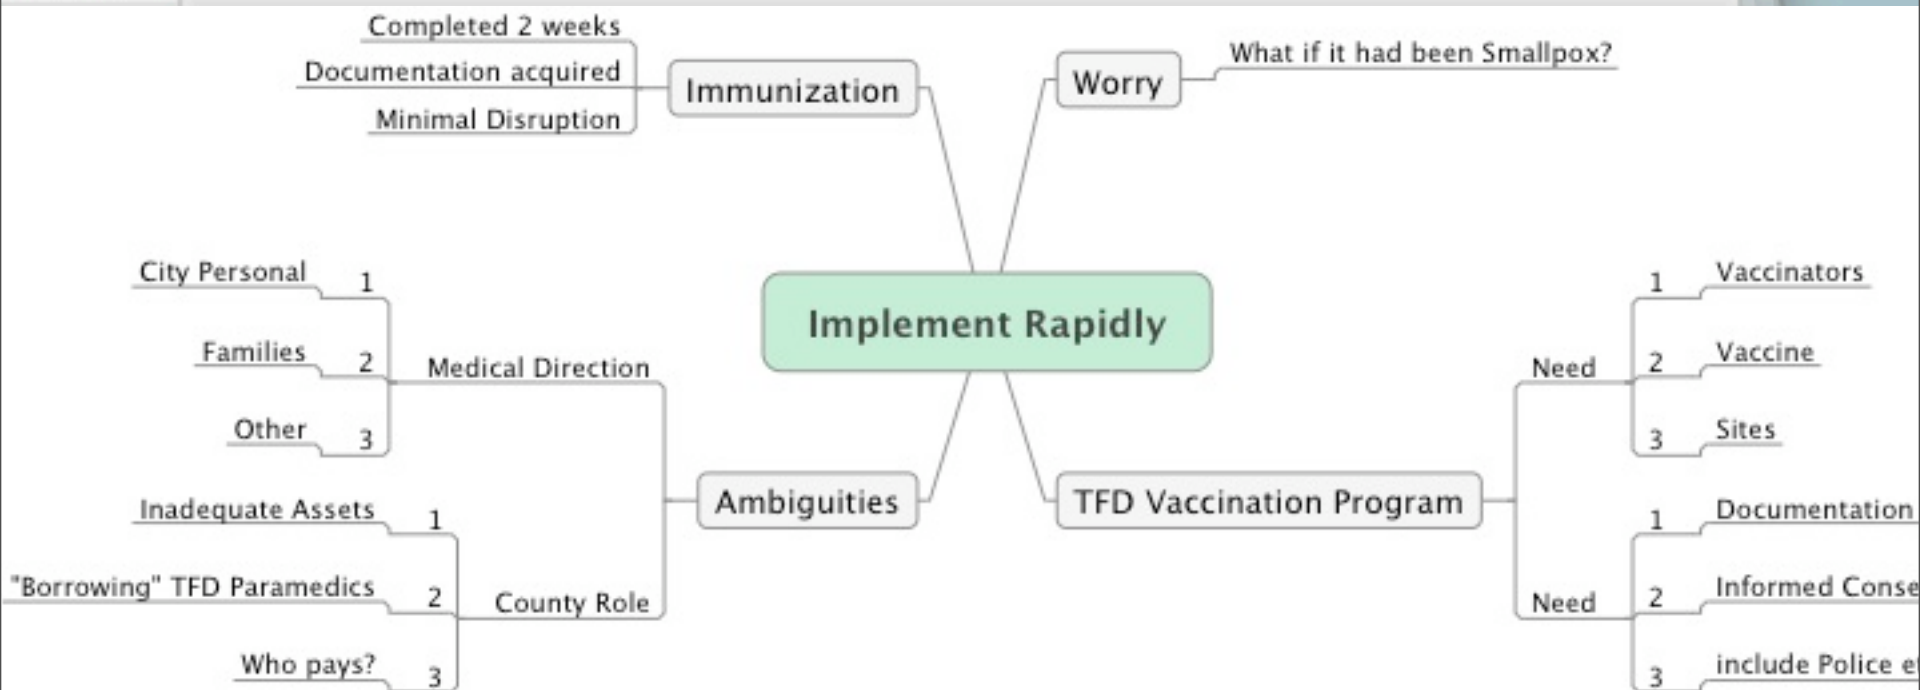 Completed 2 weeks
Documentation acquired
Minimal Disruption
Immunization
Worry
What if it had been Smallpox?
Implement Rapidly
City Personal 1
Families 2
Other 3
Medical Direction
Inadequate Assets 1
"Borrowing" TFD Paramedics 2
Who pays? 3
County Role
Ambiguities
TFD Vaccination Program
Need
1 Vaccinators
2 Vaccine
3 Sites
Need
1 Documentation
2 Informed
3 include Police